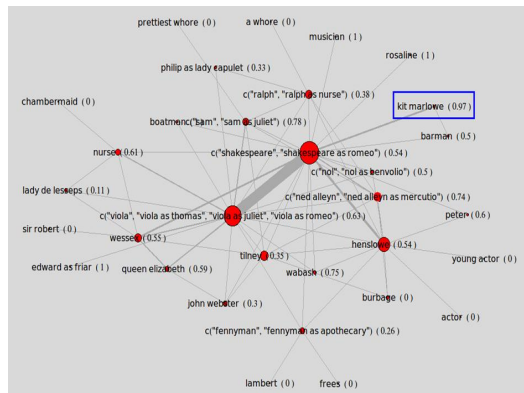 prettiest whore ( 0 )
a whore ( 0 )
musician ( 1 )
rosaline ( 1 )
philip as lady capulet ( 0.33 )
c("ralph", "ralph as nurse") ( 0.38 )
kit marlowe ( 0.97 )
chambermaid ( 0 )
boatman
c("sam", "sam as juliet") ( 0.78 )
barman ( 0.5 )
nurse ( 0.61 )
c("shakespeare", "shakespeare as romeo") ( 0.54 )
c("nol", "nol as benvolio") ( 0.5 )
lady de lesseps ( 0.11 )
c("ned alleyn", "ned alleyn as mercutio") ( 0.74 )
c("viola", "viola as thomas", "viola as juliet", "viola as romeo") ( 0.63 )
peter ( 0.6 )
sir robert ( 0 )
wessex ( 0.55 )
henslowe ( 0.54 )
tilney ( 0.35 )
young actor ( 0 )
edward as friar ( 1 )
queen elizabeth ( 0.59 )
wabash ( 0.75 )
john webster ( 0.3 )
burbage ( 0 )
actor ( 0 )
c("fennyman", "fennyman as apothecary") ( 0.26 )
lambert ( 0 )
frees ( 0 )